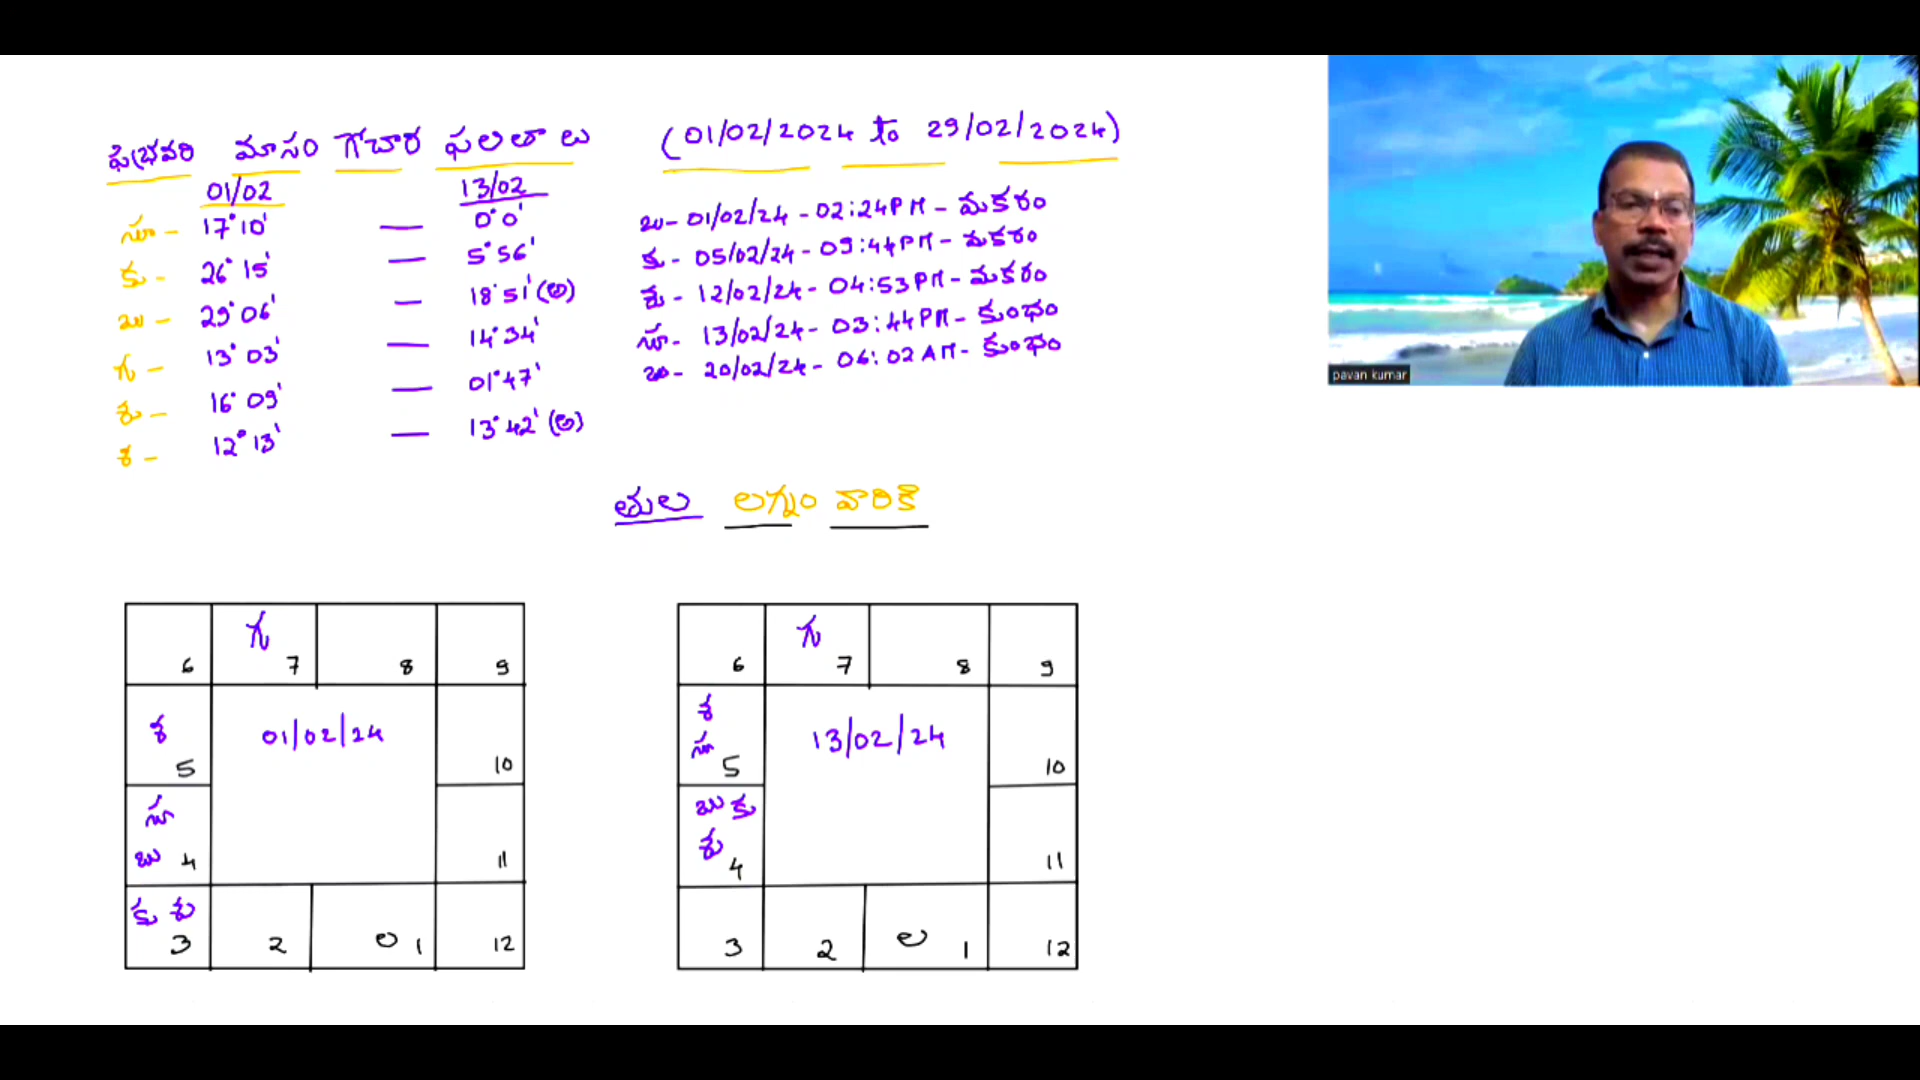 ఫిబ్రవరి మాసం గోచార ఫలితాలు (01/02/2024 to 29/02/2024)
01/02 13/02
సూ - 17°10' — 0°0'
కు - 26°15' — 5°56'
బు - 29°06' — 18°51'(అ)
గు - 13°03' — 14°34'
శు - 16°09' — 01°47'
శ - 12°13' — 13°42'(అ)
బు - 01/02/24 - 02:24PM - మకరం
కు - 05/02/24 - 09:44PM - మకరం
శు - 12/02/24 - 04:53PM - మకరం
సూ - 13/02/24 - 03:44PM - కుంభం
బు - 20/02/24 - 06:02AM - కుంభం
pavan kumar
తుల లగ్నం వారికి
గు
6 7 8 9
శ
01/02/24
5 10
సూ
బు 4 11
కు శు
3 2 ల 1 12
గు
6 7 8 9
శ
సూ
13/02/24
5 10
బు కు
శు
4 11
3 2 ల 1 12